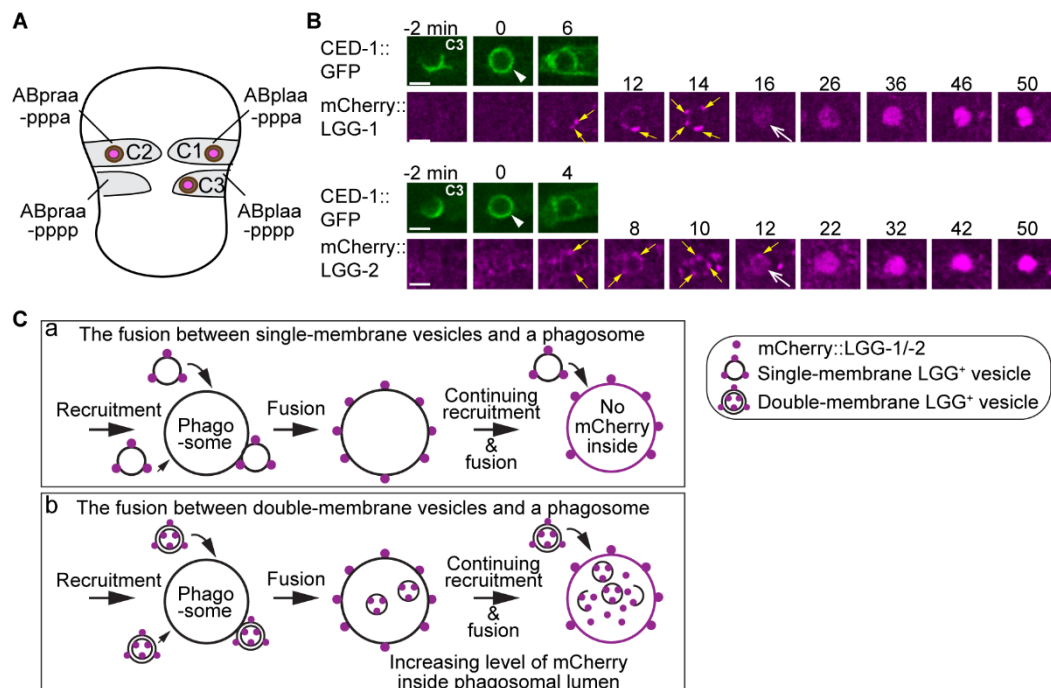 A
ABpraa
-pppa
ABplaa
-pppa
C2
C1
C3
ABpraa
-pppp
ABplaa
-pppp
B
-2 min 0 6
CED-1::
GFP
C3
12 14 16 26 36 46 50
mCherry::
LGG-1
-2 min 0 4
CED-1::
GFP
C3
8 10 12 22 32 42 50
mCherry::
LGG-2
C
a
The fusion between single-membrane vesicles and a phagosome
Recruitment
Phago
-some
Fusion
Continuing
recruitment
&
fusion
No
mCherry
inside
b
The fusion between double-membrane vesicles and a phagosome
Recruitment
Phago
-some
Fusion
Continuing
recruitment
&
fusion
Increasing level of mCherry
inside phagosomal lumen
mCherry::LGG-1/-2
Single-membrane LGG⁺ vesicle
Double-membrane LGG⁺ vesicle